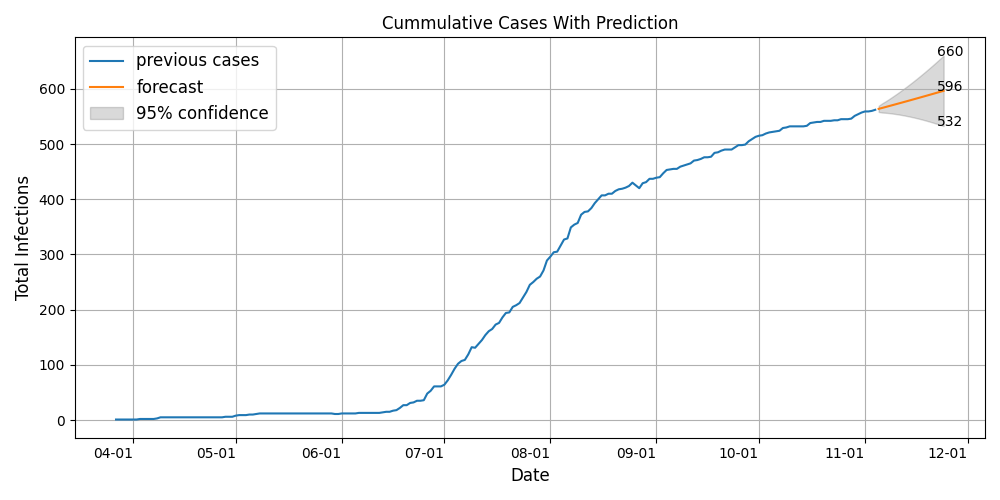 Cummulative Cases With Prediction
previous cases
forecast
95% confidence
660
596
532
Total Infections
600
500
400
300
200
100
0
04-01 05-01 06-01 07-01 08-01 09-01 10-01 11-01 12-01
Date